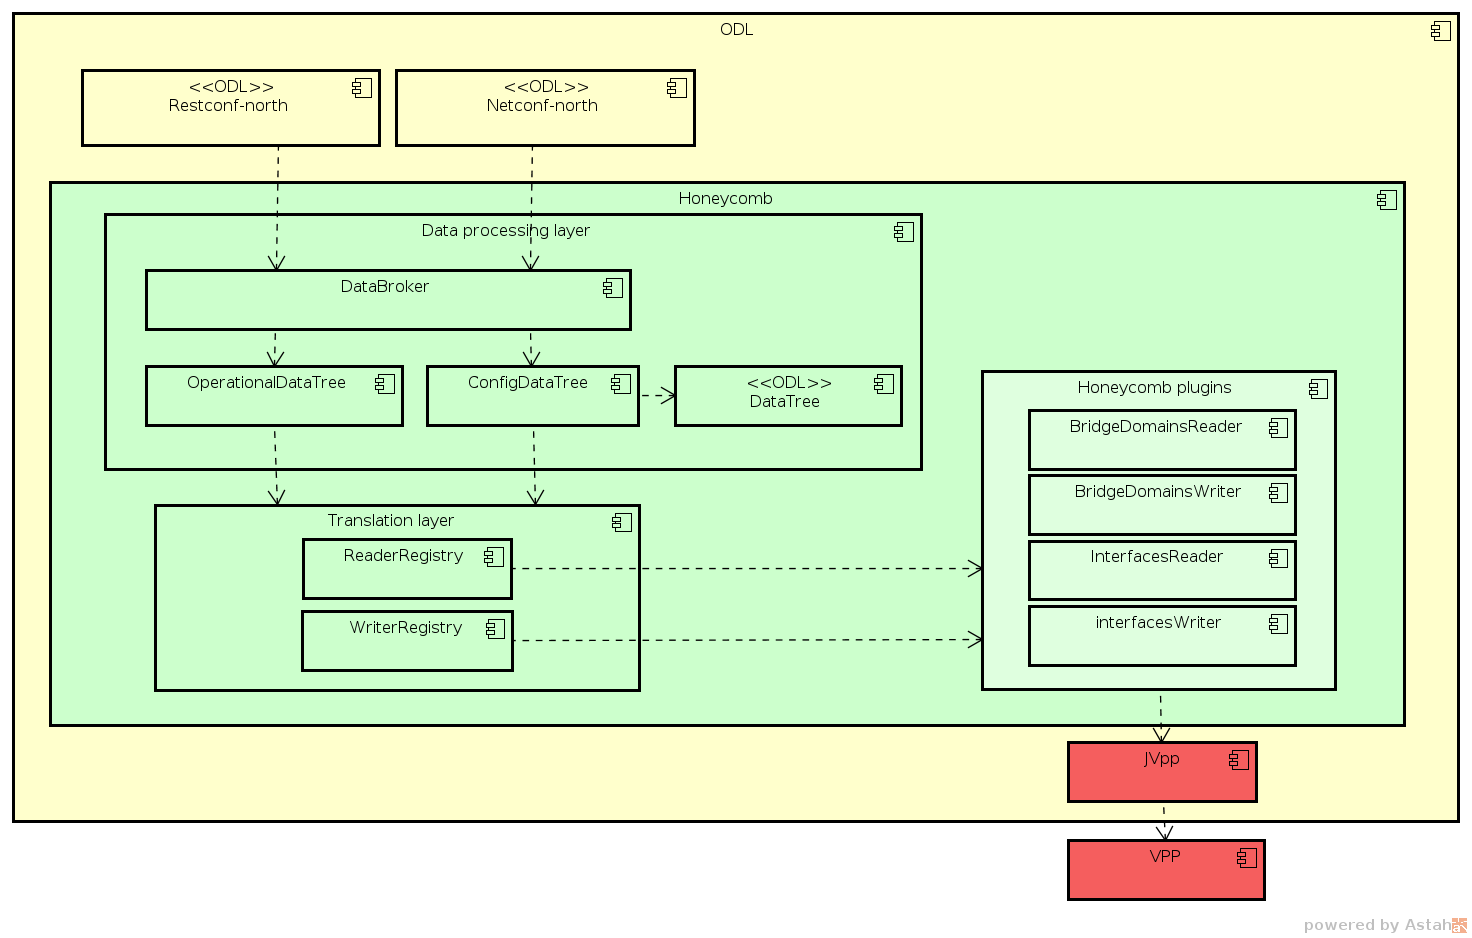 ODL
<<ODL>>
Restconf-north
<<ODL>>
Netconf-north
Honeycomb
Data processing layer
DataBroker
OperationalDataTree
ConfigDataTree
<<ODL>>
DataTree
Honeycomb plugins
BridgeDomainsReader
BridgeDomainsWriter
InterfacesReader
interfacesWriter
Translation layer
ReaderRegistry
WriterRegistry
JVpp
VPP
powered by Astah